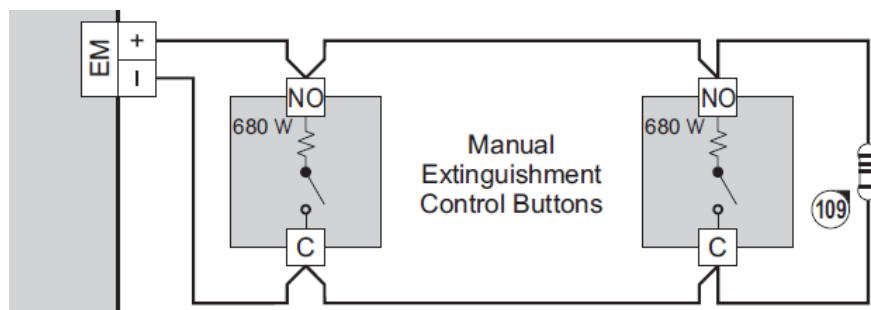 EM
+
–
NO
680 W
C
Manual
Extinguishment
Control Buttons
NO
680 W
C
109